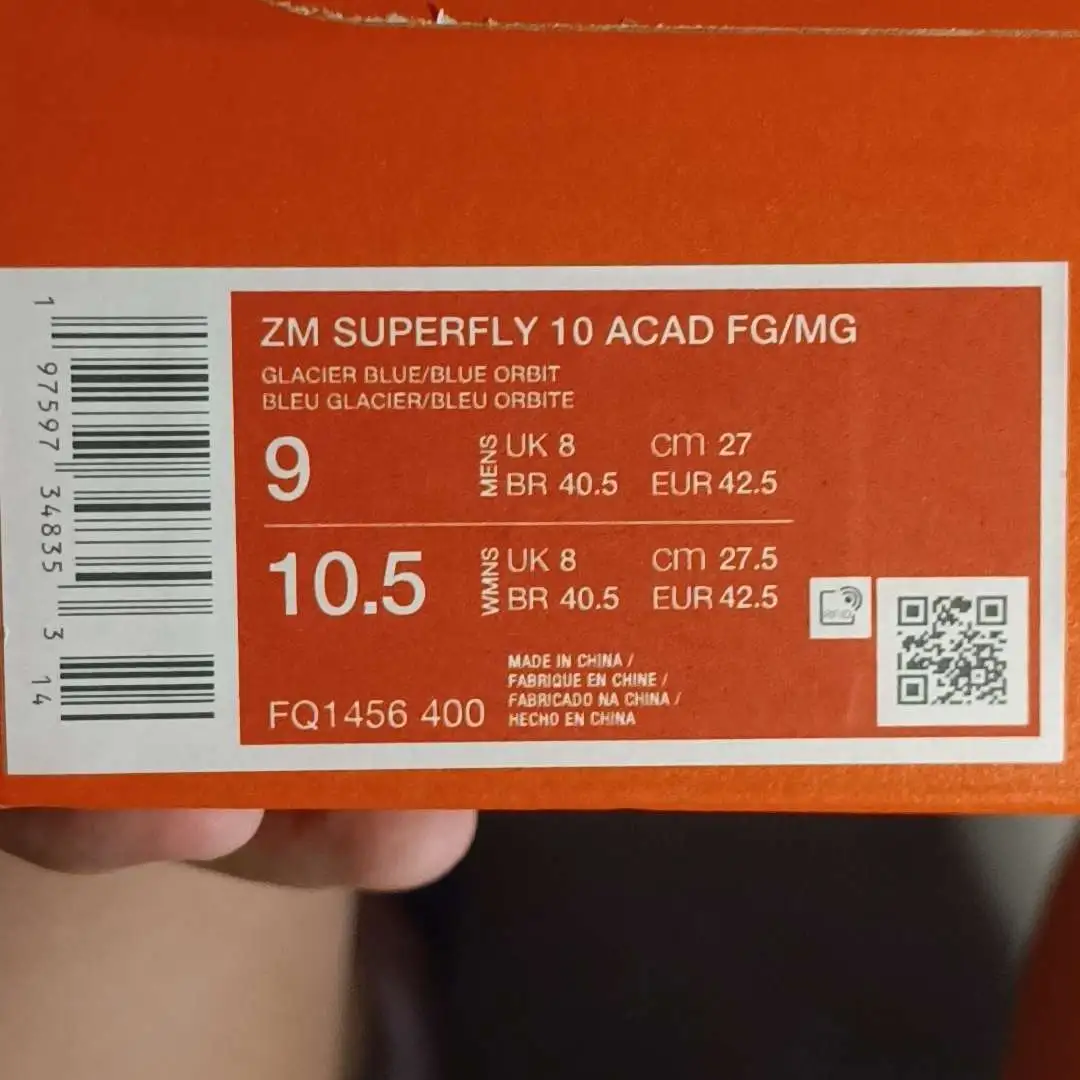 1 97597 34835 3 14
ZM SUPERFLY 10 ACAD FG/MG
GLACIER BLUE/BLUE ORBIT
BLEU GLACIER/BLEU ORBITE
9 MENS UK 8 cm 27
BR 40.5 EUR 42.5
10.5 WMNS UK 8 cm 27.5
BR 40.5 EUR 42.5
RFID
MADE IN CHINA /
FABRIQUE EN CHINE /
FABRICADO NA CHINA /
HECHO EN CHINA
FQ1456 400